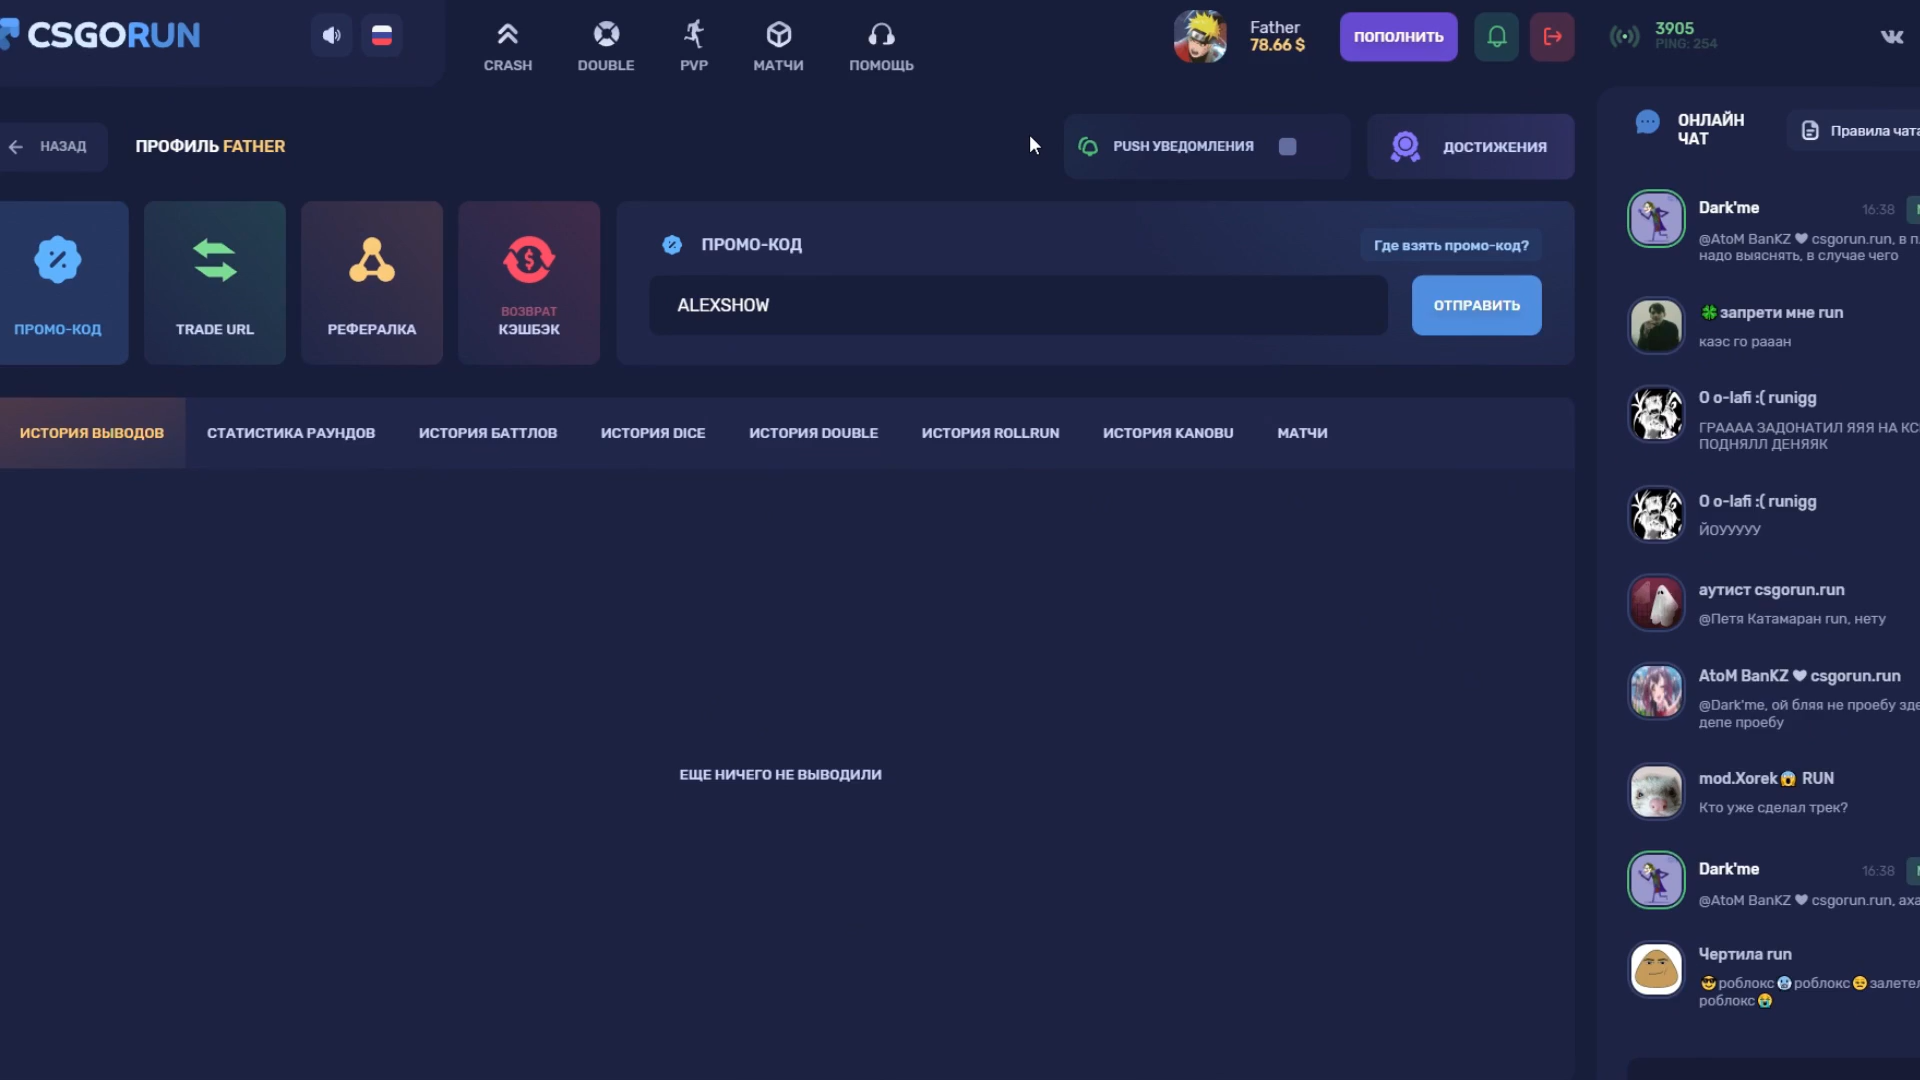 CSGORUN
CRASH
DOUBLE
PVP
МАТЧИ
ПОМОЩЬ
Father
78.66 $
ПОПОЛНИТЬ
3905
PING: 254
НАЗАД
ПРОФИЛЬ FATHER
PUSH УВЕДОМЛЕНИЯ
ДОСТИЖЕНИЯ
ПРОМО-КОД
TRADE URL
РЕФЕРАЛКА
ВОЗВРАТ
КЭШБЭК
ПРОМО-КОД
Где взять промо-код?
ALEXSHOW
ОТПРАВИТЬ
ИСТОРИЯ ВЫВОДОВ
СТАТИСТИКА РАУНДОВ
ИСТОРИЯ БАТТЛОВ
ИСТОРИЯ DICE
ИСТОРИЯ DOUBLE
ИСТОРИЯ ROLLRUN
ИСТОРИЯ KANOBU
МАТЧИ
ЕЩЕ НИЧЕГО НЕ ВЫВОДИЛИ
ОНЛАЙН
ЧАТ
Правила чата
Dark'me
16:38
@AtoM BanKZ ❤ csgorun.run, в п
надо выяснять, в случае чего
🍀запрети мне run
каэс го рааан
O o-lafi :( runigg
ГРАААА ЗАДОНАТИЛ ЯЯЯ НА КС
ПОДНЯЛЛ ДЕНЯЯК
O o-lafi :( runigg
ЙОУУУУУ
аутист csgorun.run
@Петя Катамаран run, нету
AtoM BanKZ ❤ csgorun.run
@Dark'me, ой бляя не проебу зде
депе проебу
mod.Xorek😱 RUN
Кто уже сделал трек?
Dark'me
16:38
@AtoM BanKZ ❤ csgorun.run, аха
Чертила run
😎роблокс🥶роблокс😒залетел
роблокс😭